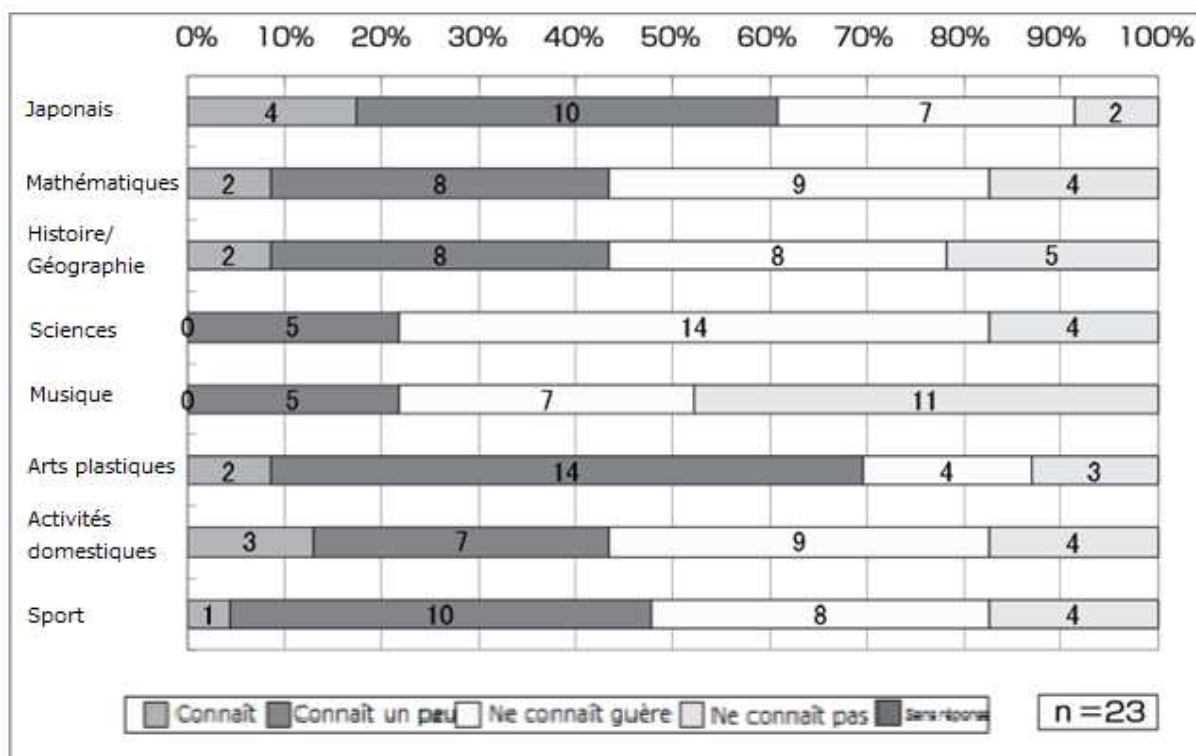 0% 10% 20% 30% 40% 50% 60% 70% 80% 90% 100%
Japonais 4 10 7 2
Mathématiques 2 8 9 4
Histoire/
Géographie 2 8 8 5
Sciences 0 5 14 4
Musique 0 5 7 11
Arts plastiques 2 14 4 3
Activités
domestiques 3 7 9 4
Sport 1 10 8 4
Connaît Connaît un peu Ne connaît guère Ne connaît pas Sans réponse n=23